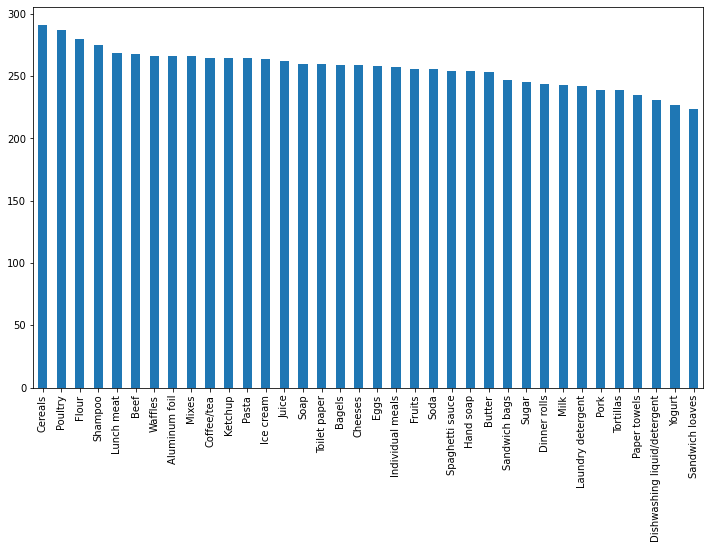 300
250
200
150
100
50
0
Cereals
Poultry
Flour
Shampoo
Lunch meat
Beef
Waffles
Aluminum foil
Mixes
Coffee/tea
Ketchup
Pasta
Ice cream
Juice
Soap
Toilet paper
Bagels
Cheeses
Eggs
Individual meals
Fruits
Soda
Spaghetti sauce
Hand soap
Butter
Sandwich bags
Sugar
Dinner rolls
Milk
Laundry detergent
Pork
Tortillas
Paper towels
Dishwashing liquid/detergent
Yogurt
Sandwich loaves